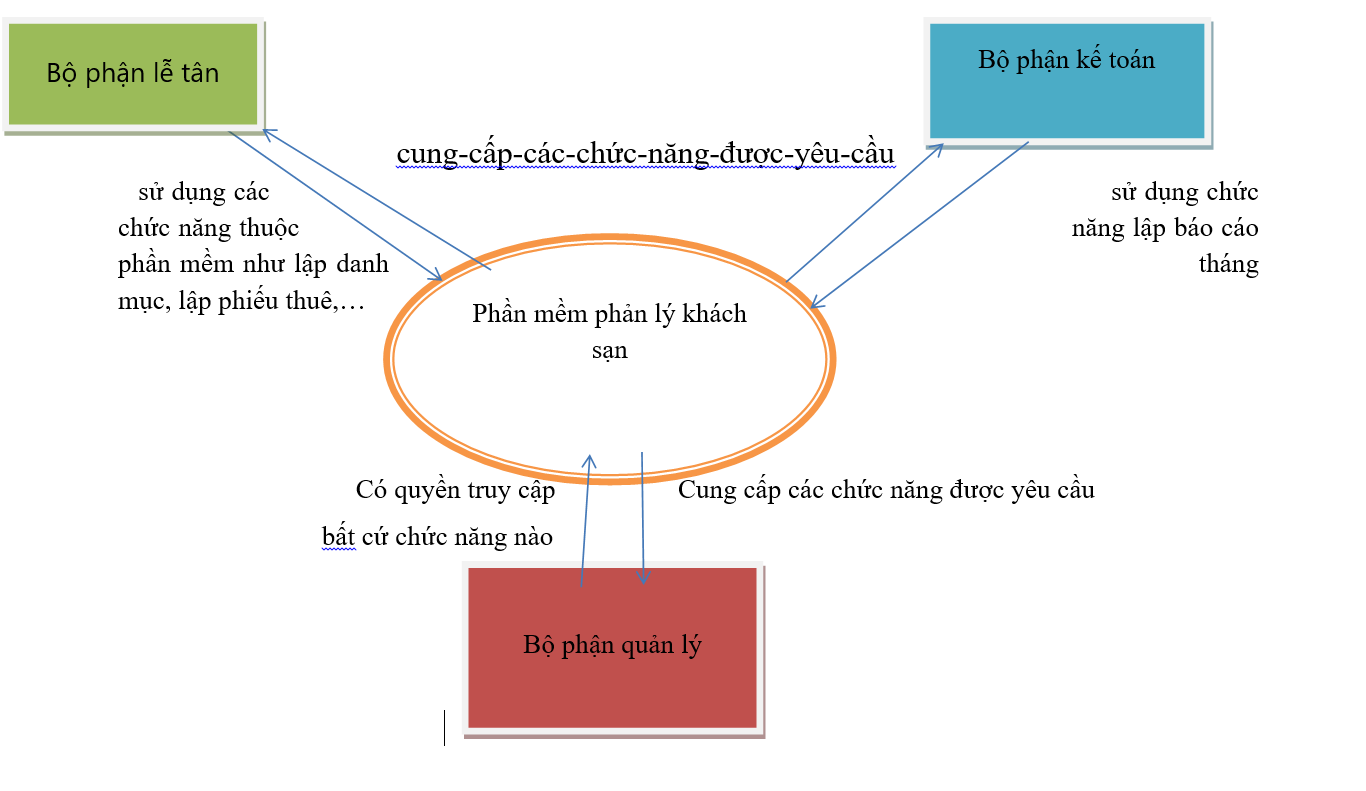 Bộ phận lễ tân
Bộ phận kế toán
cung-cấp-các-chức-năng-được-yêu-cầu
sử dụng các
chức năng thuộc
phần mềm như lập danh
mục, lập phiếu thuê,…
sử dụng chức
năng lập báo cáo
tháng
Phần mềm phản lý khách
sạn
Có quyền truy cập
bất cứ chức năng nào
Cung cấp các chức năng được yêu cầu
Bộ phận quản lý